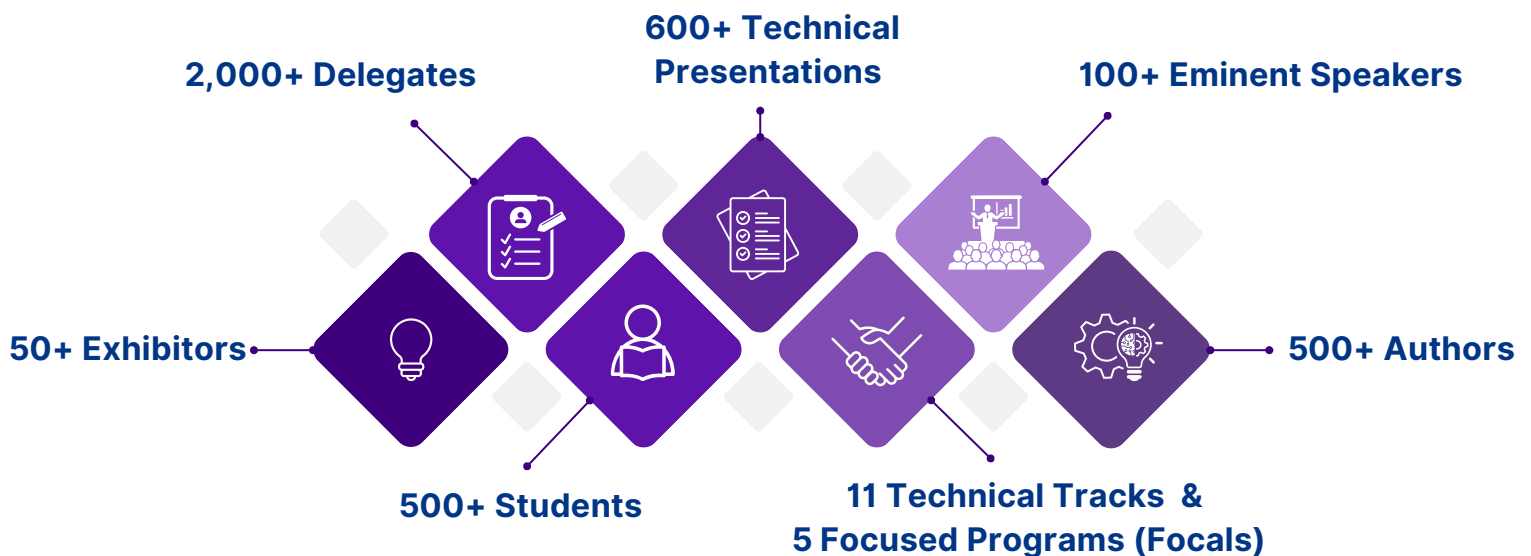 600+ Technical
Presentations
2,000+ Delegates
100+ Eminent Speakers
50+ Exhibitors
500+ Authors
500+ Students
11 Technical Tracks &
5 Focused Programs (Focals)